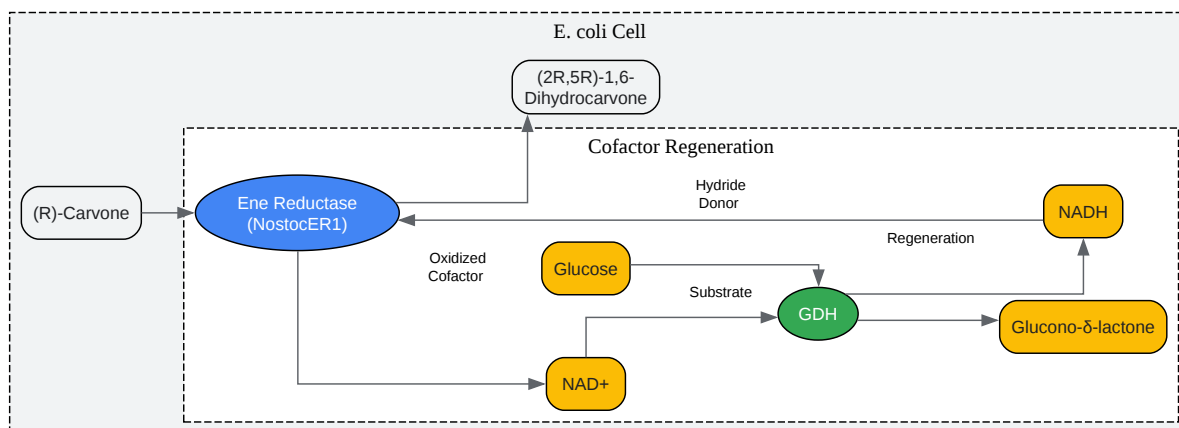 E. coli Cell
(2R,5R)-1,6-
Dihydrocarvone
Cofactor Regeneration
(R)-Carvone
Ene Reductase
(NostocER1)
Hydride
Donor
NADH
Regeneration
Oxidized
Cofactor
Glucose
Substrate
GDH
Glucono-δ-lactone
NAD+